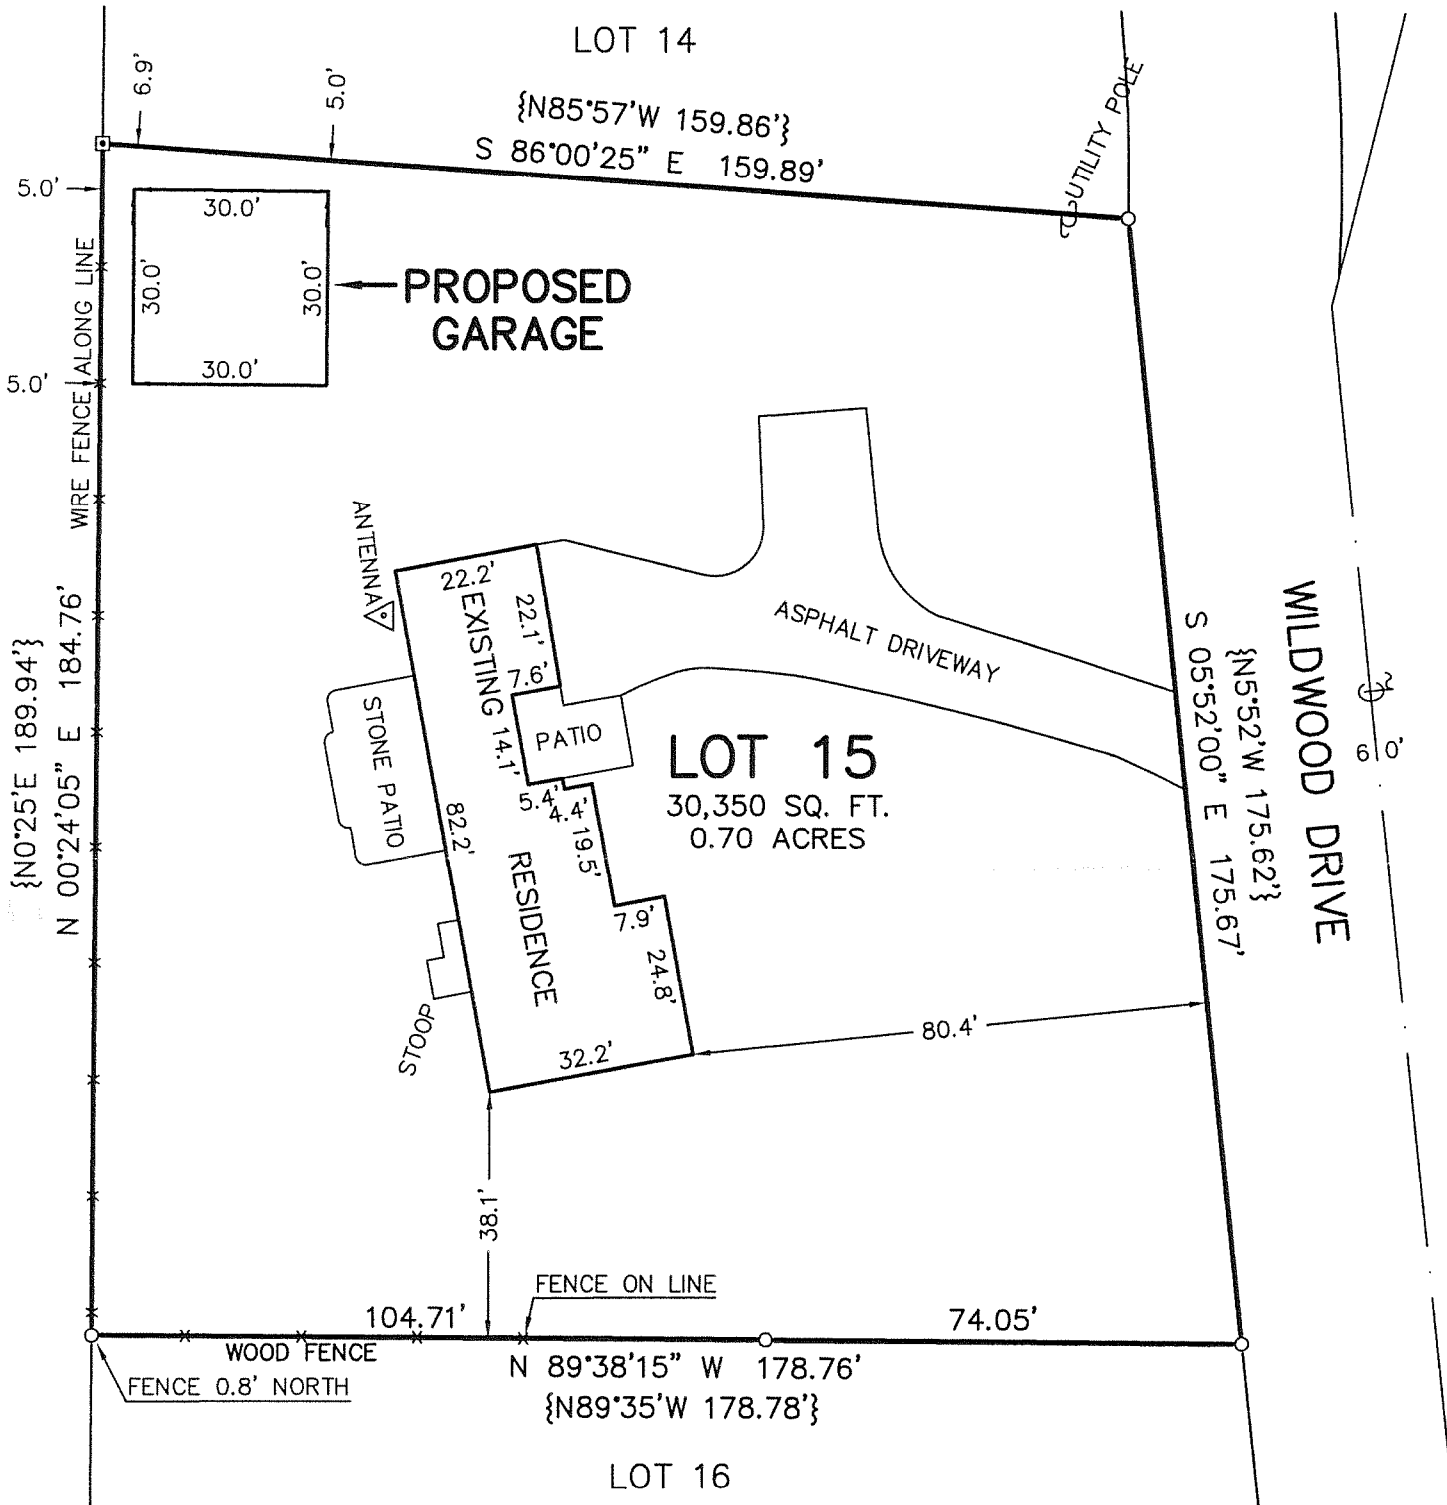 LOT 14
{N85°57'W 159.86'}
S 86°00'25" E 159.89'
6.9'
5.0'
UTILITY POLE
5.0'
30.0'
30.0'
30.0'
30.0'
5.0'
PROPOSED
GARAGE
WIRE FENCE ALONG LINE
{N0°25'E 189.94'}
N 00°24'05" E 184.76'
ANTENNA
22.2'
22.1'
7.6'
14.1'
5.4'
4.4'
19.5'
7.9'
24.8'
32.2'
82.2'
EXISTING
RESIDENCE
STONE PATIO
PATIO
STOOP
ASPHALT DRIVEWAY
LOT 15
30,350 SQ. FT.
0.70 ACRES
S 05°52'00" E 175.67'
{N5°52'W 175.62'}
WILDWOOD DRIVE
6 0'
80.4'
38.1'
FENCE ON LINE
104.71'
74.05'
WOOD FENCE
N 89°38'15" W 178.76'
FENCE 0.8' NORTH
{N89°35'W 178.78'}
LOT 16